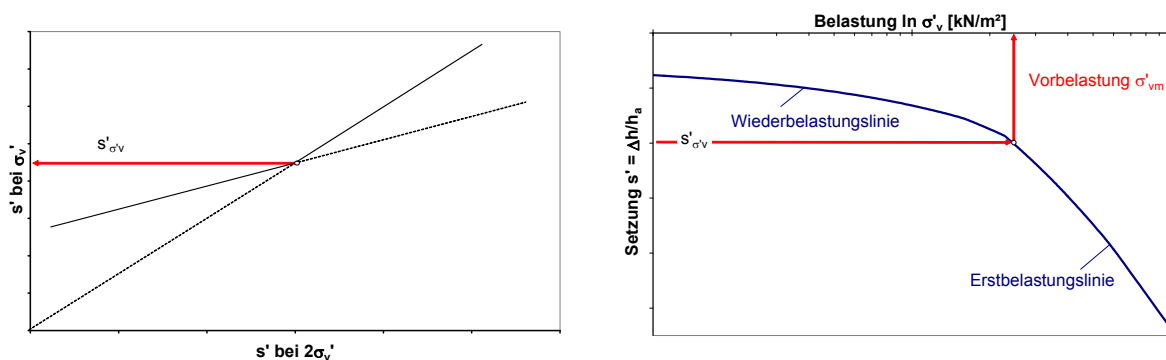 s' bei σᵥ'
s'σ'v
s' bei 2σᵥ'
Belastung ln σ'ᵥ [kN/m²]
Setzung s' = Δh/hₐ
Wiederbelastungslinie
Vorbelastung σ'vm
s'σ'v
Erstbelastungslinie